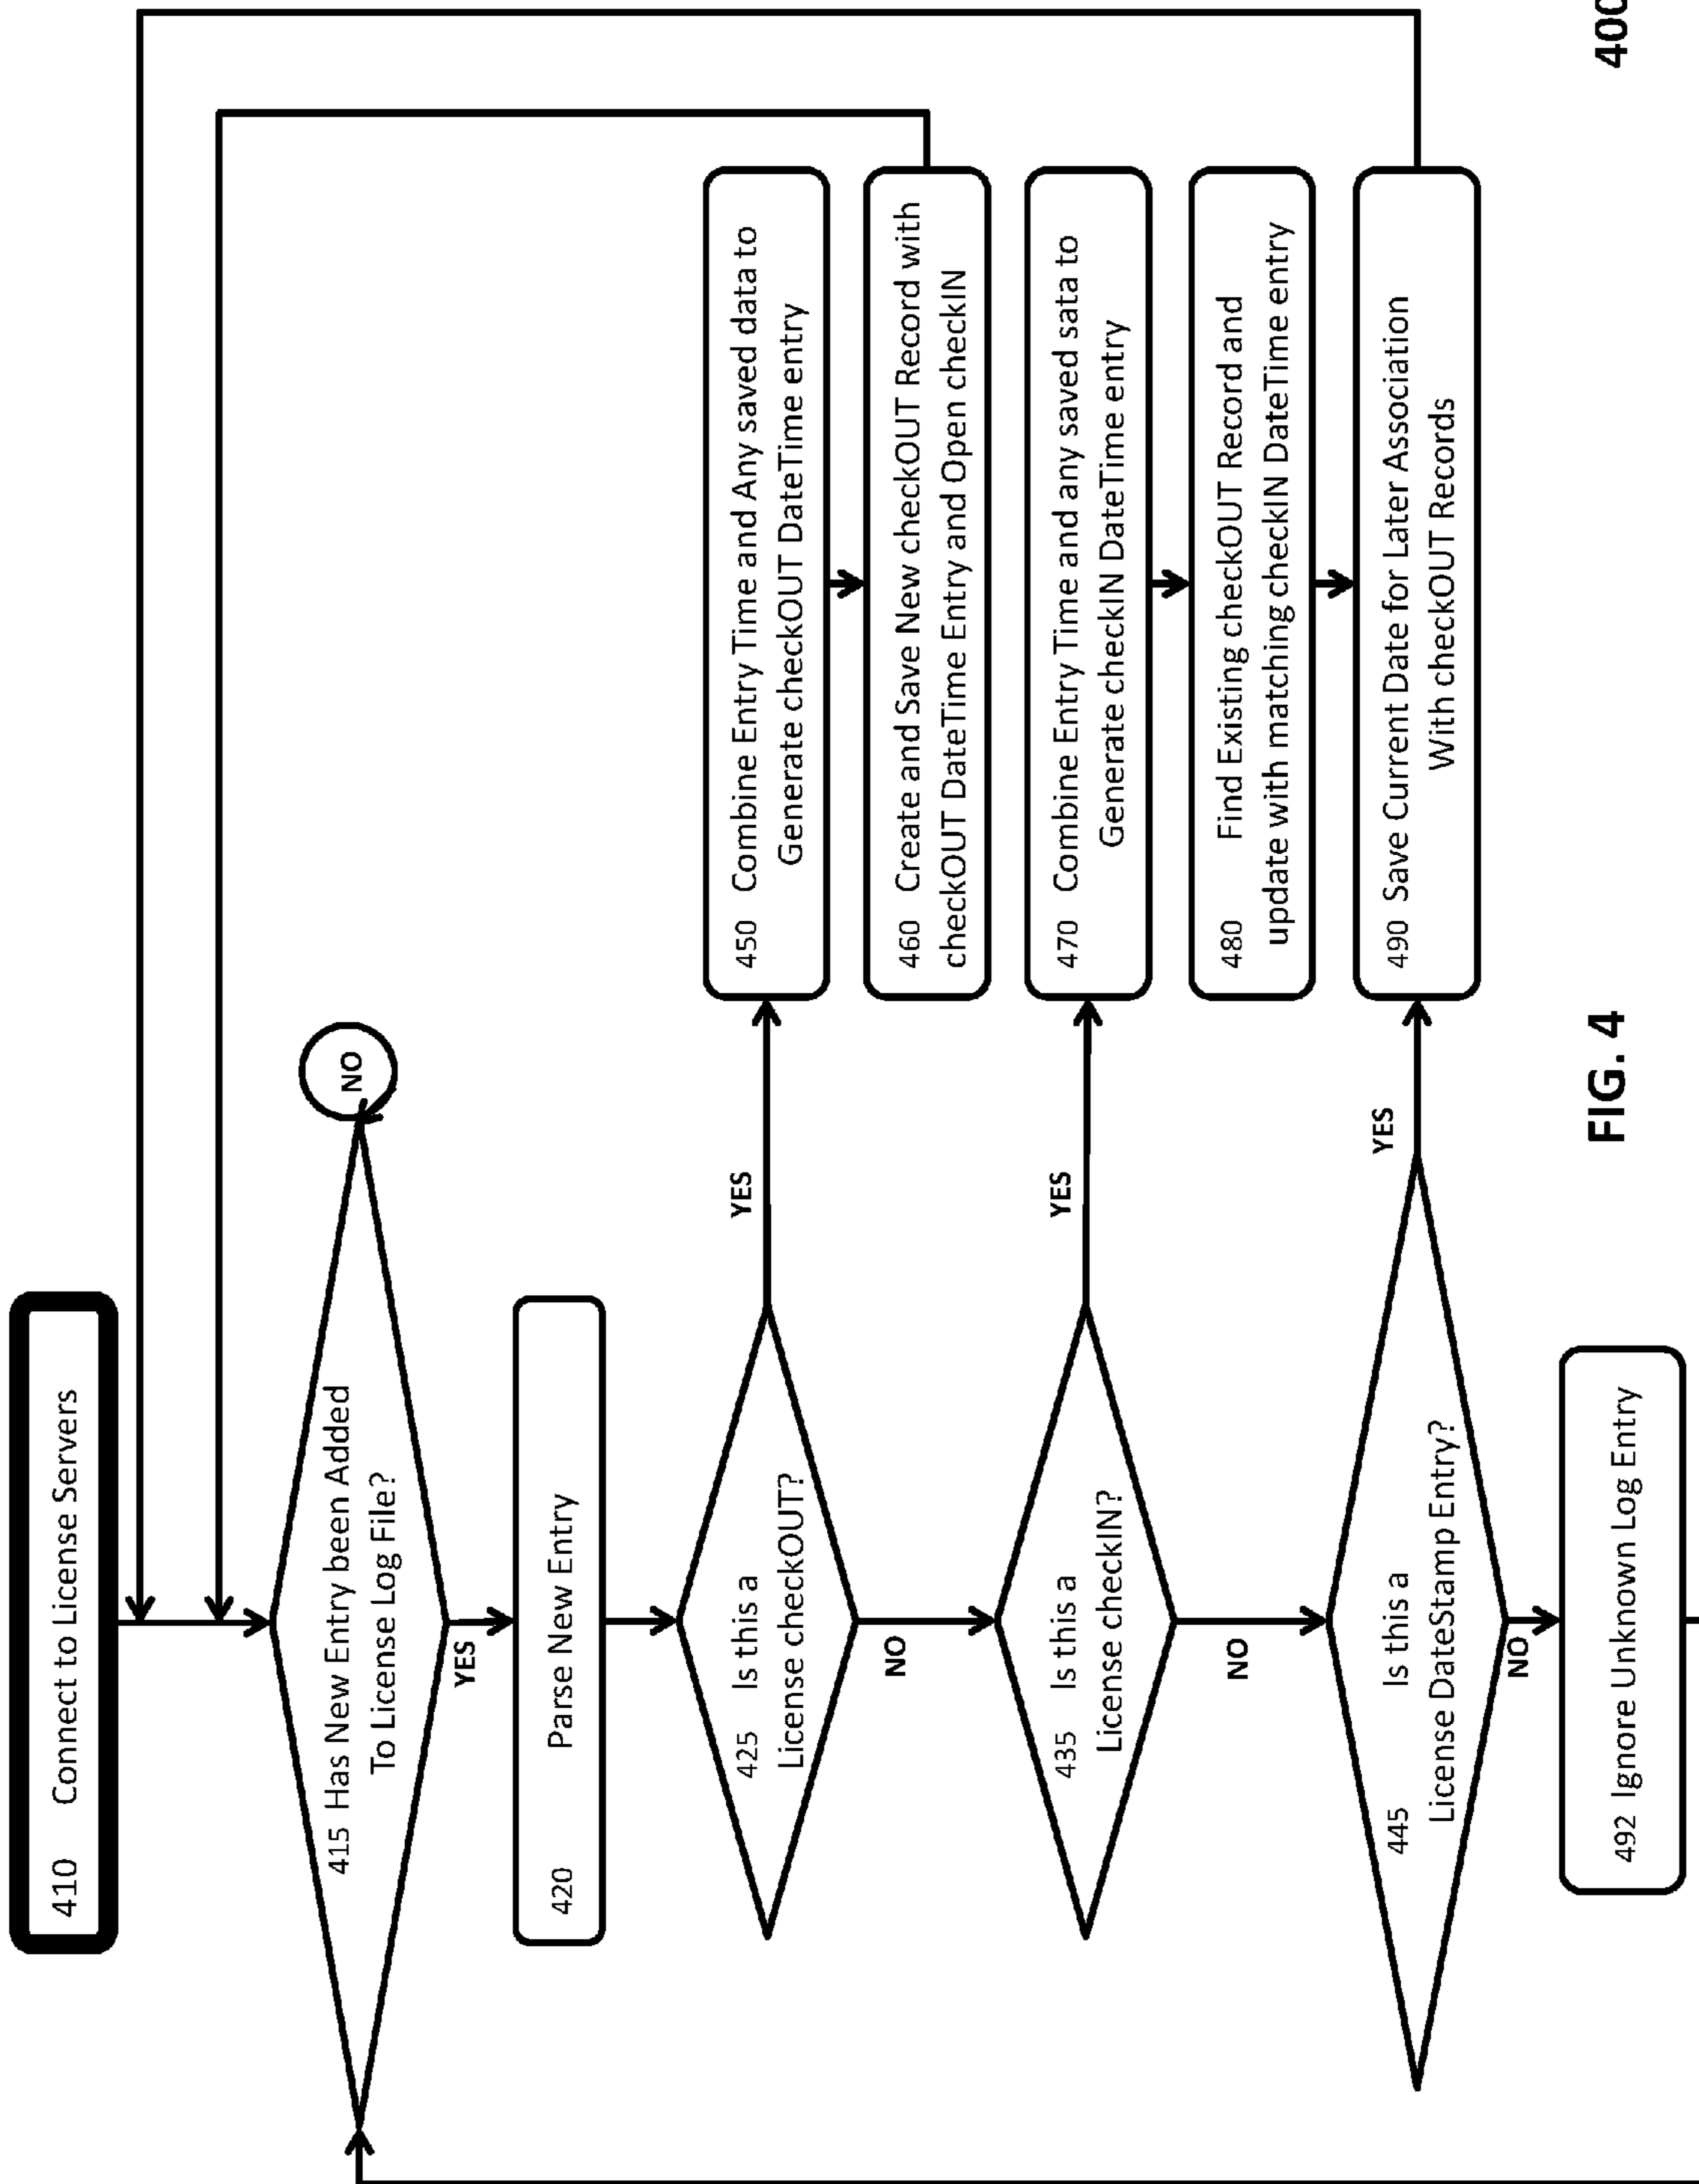 410 Connect to License Servers
415 Has New Entry been Added
To License Log File?
NO
YES
420 Parse New Entry
425 Is this a
License checkOUT?
YES
NO
450 Combine Entry Time and Any saved data to
Generate checkOUT DateTime entry
460 Create and Save New checkOUT Record with
checkOUT DateTime Entry and Open checkIN
435 Is this a
License checkIN?
YES
NO
470 Combine Entry Time and any saved sata to
Generate checkIN DateTime entry
480 Find Existing checkOUT Record and
update with matching checkIN DateTime entry
445 Is this a
License DateStamp Entry?
YES
NO
490 Save Current Date for Later Association
With checkOUT Records
492 Ignore Unknown Log Entry
FIG. 4
400